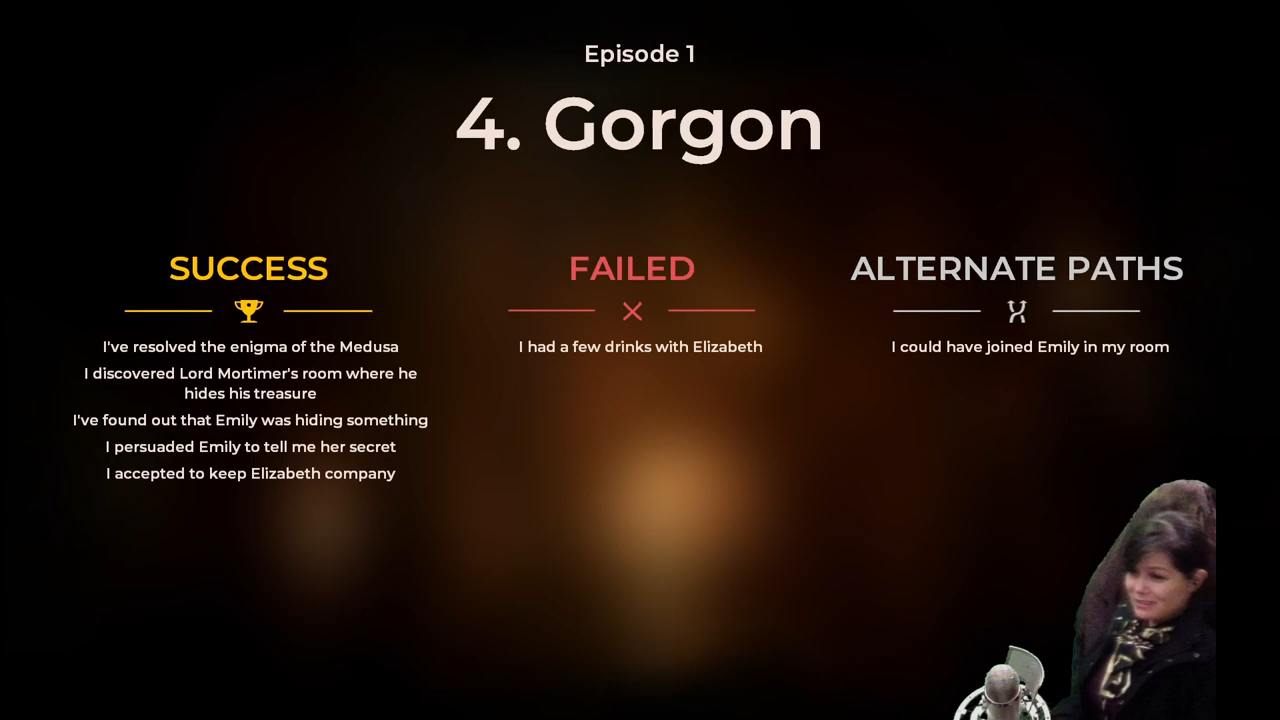 Episode 1
4. Gorgon
SUCCESS
I've resolved the enigma of the Medusa
I discovered Lord Mortimer's room where he
hides his treasure
I've found out that Emily was hiding something
I persuaded Emily to tell me her secret
I accepted to keep Elizabeth company
FAILED
I had a few drinks with Elizabeth
ALTERNATE PATHS
I could have joined Emily in my room